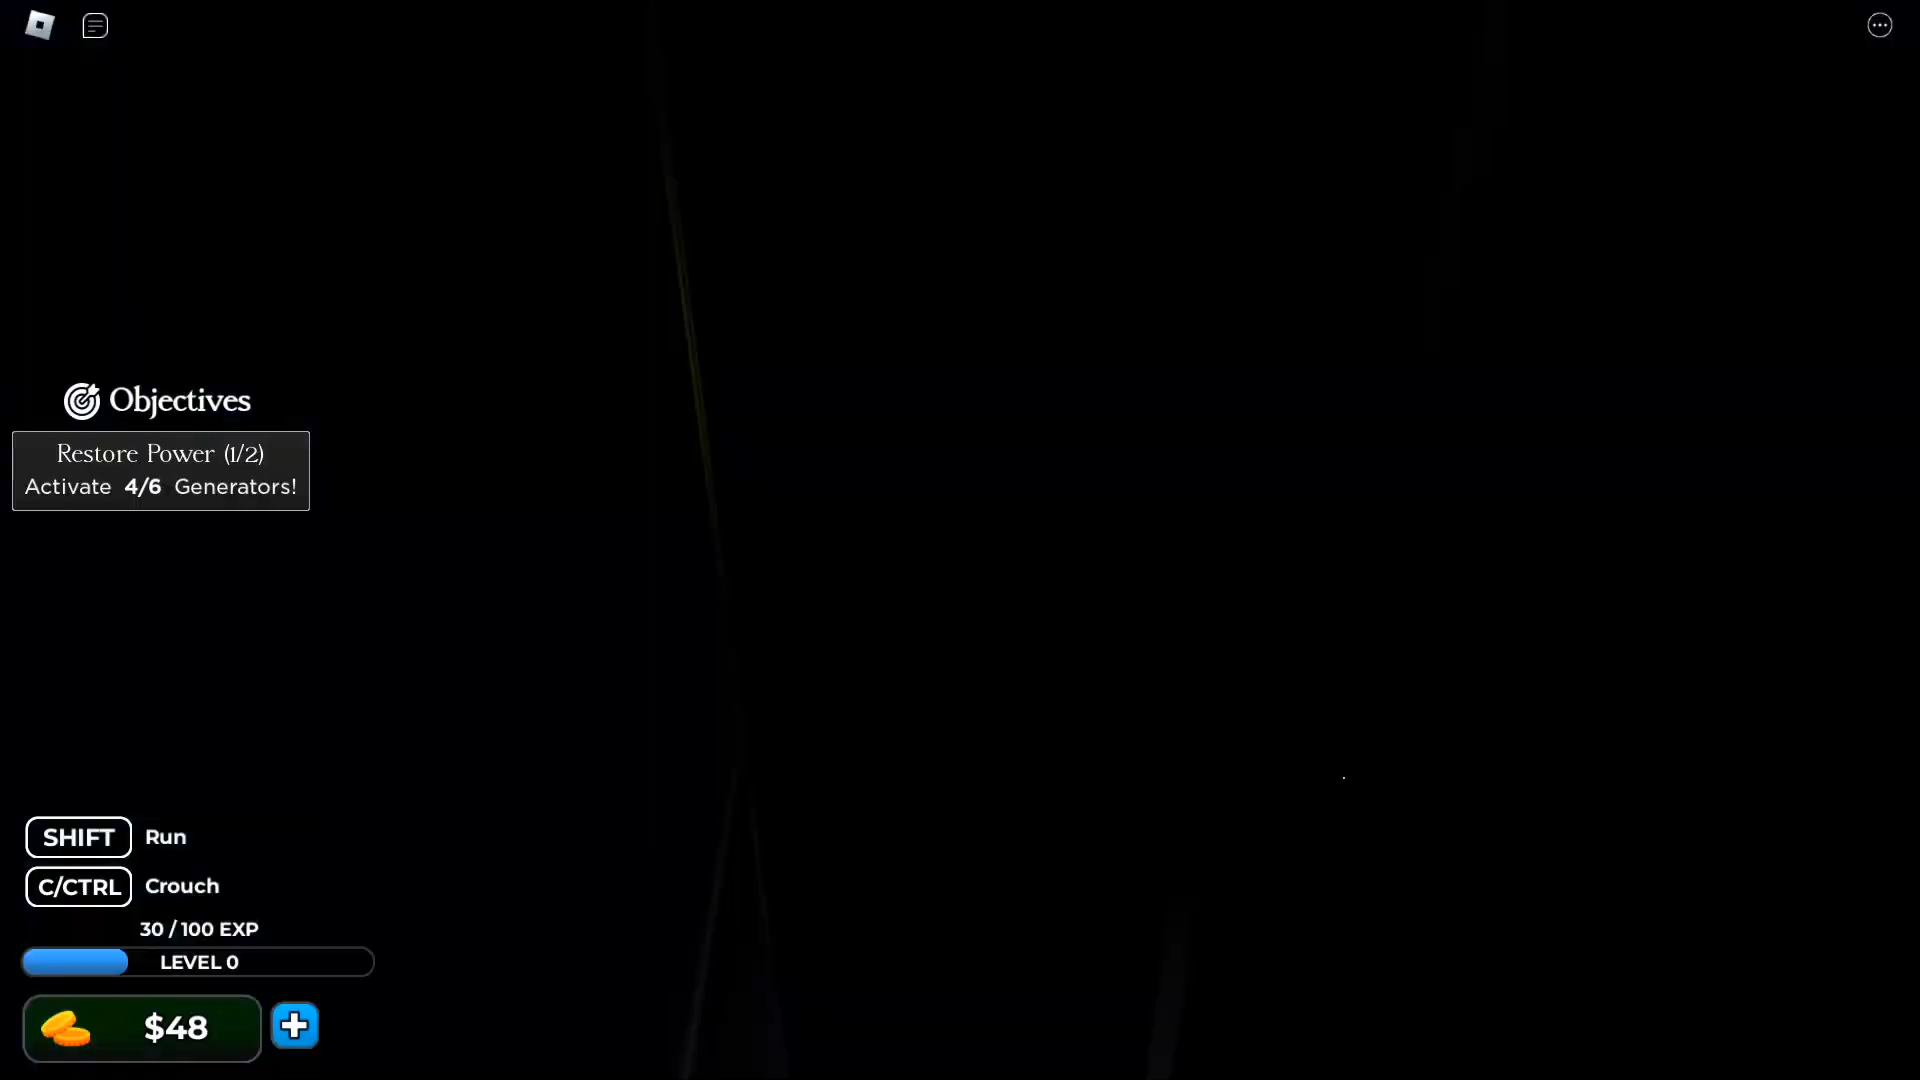 Objectives
Restore Power (1/2)
Activate 4/6 Generators!
SHIFT Run
C/CTRL Crouch
30 / 100 EXP
LEVEL 0
$48